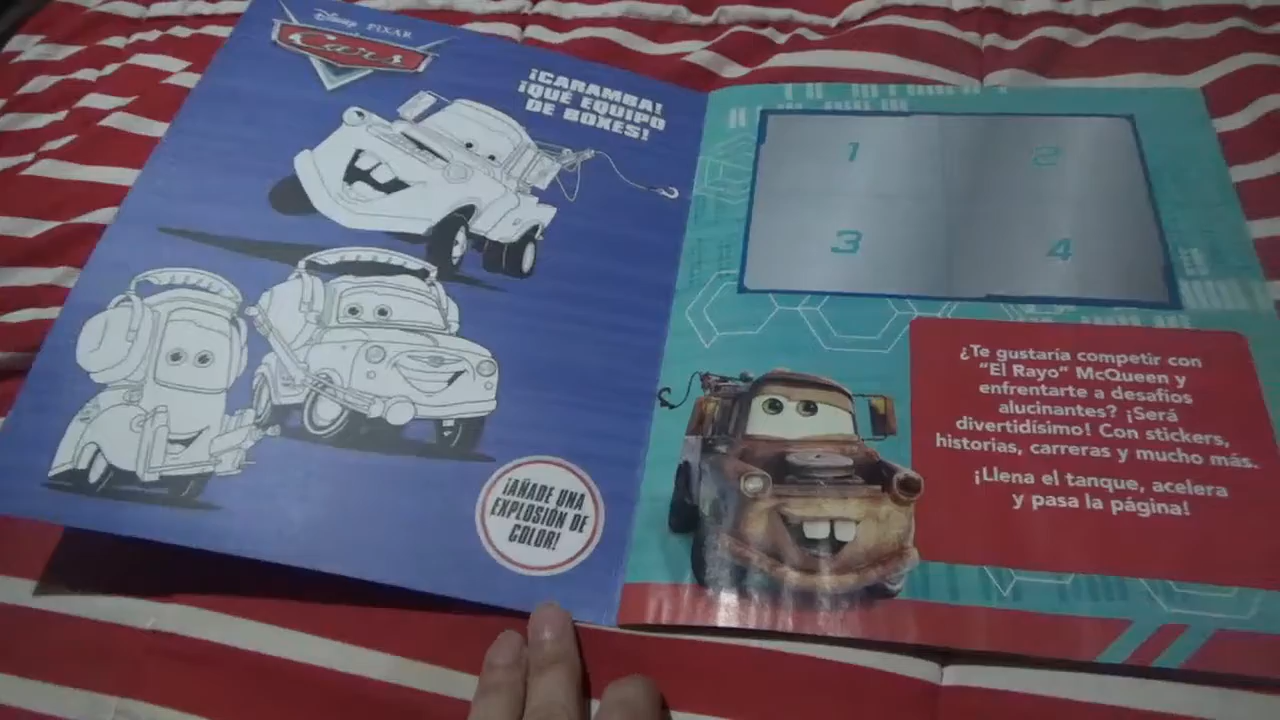 Disney PIXAR
Cars
¡CARAMBA!
¡QUÉ EQUIPO
DE BOXES!
¡AÑADE UNA
EXPLOSIÓN DE
COLOR!
1
2
3
4
¿Te gustaría competir con
“El Rayo” McQueen y
enfrentarte a desafíos
alucinantes? ¡Será
divertidísimo! Con stickers,
historias, carreras y mucho más.
¡Llena el tanque, acelera
y pasa la página!